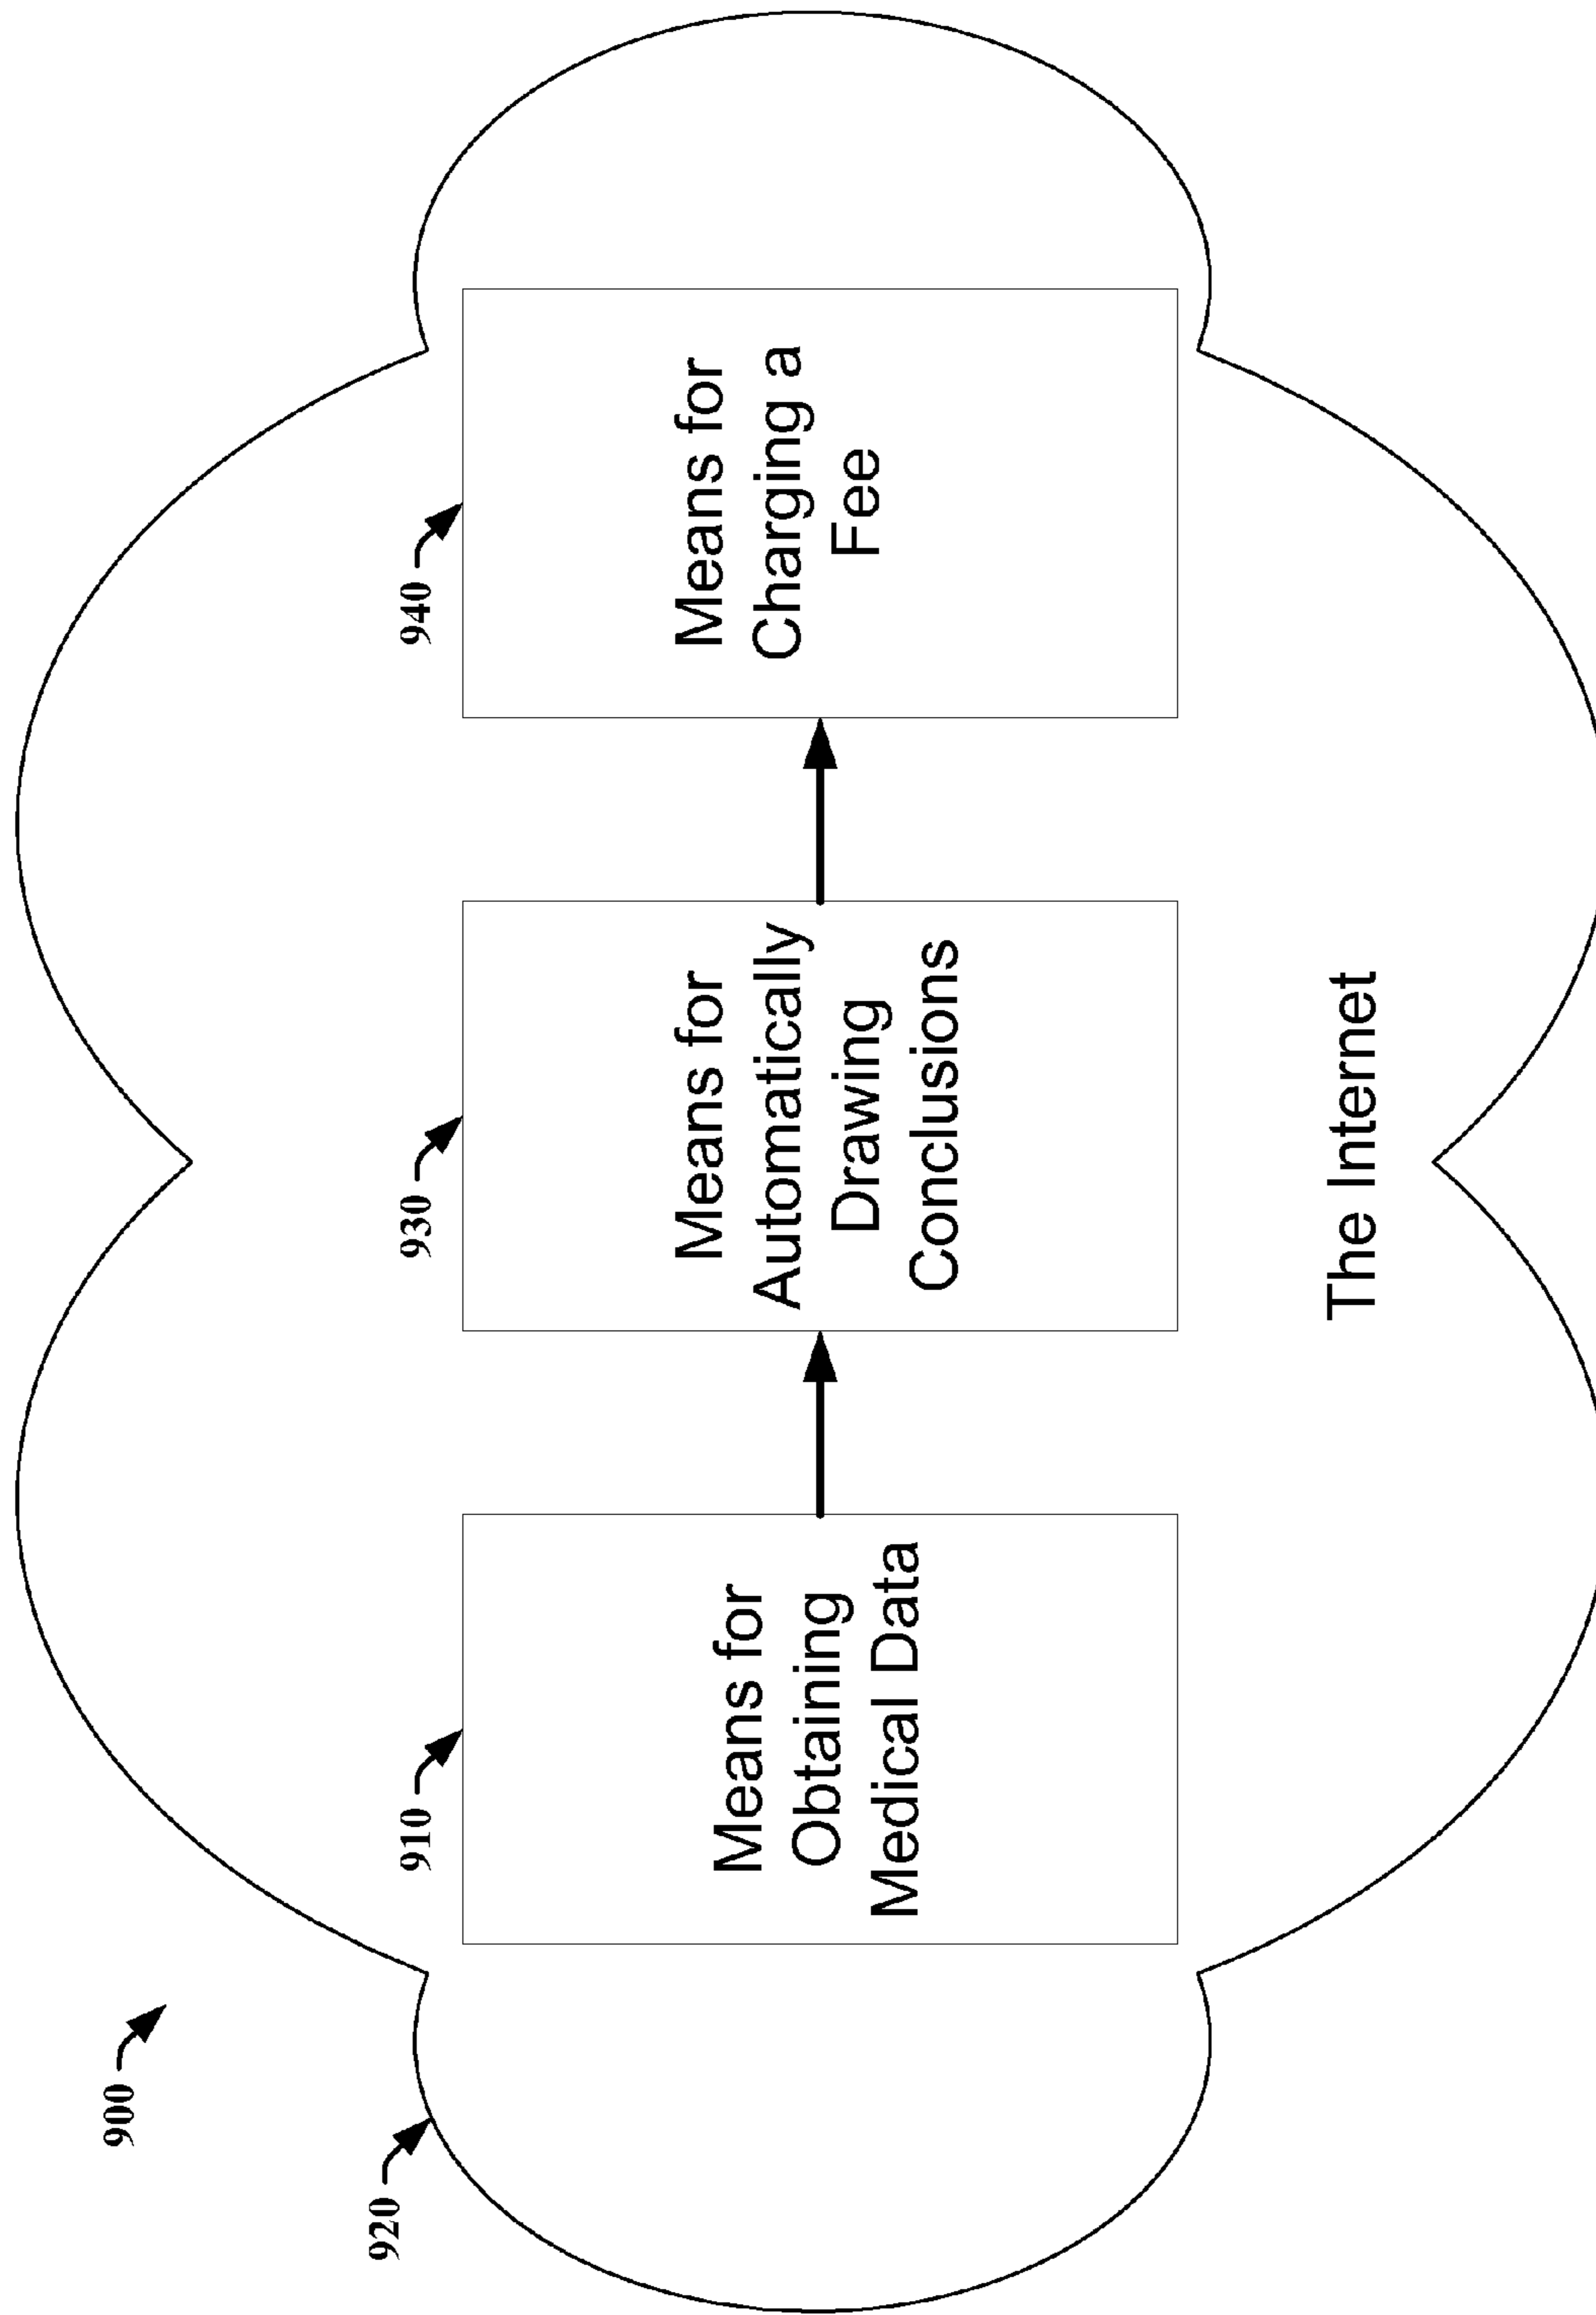 900
920
910
Means for
Obtaining
Medical Data
930
Means for
Automatically
Drawing
Conclusions
940
Means for
Charging a
Fee
The Internet